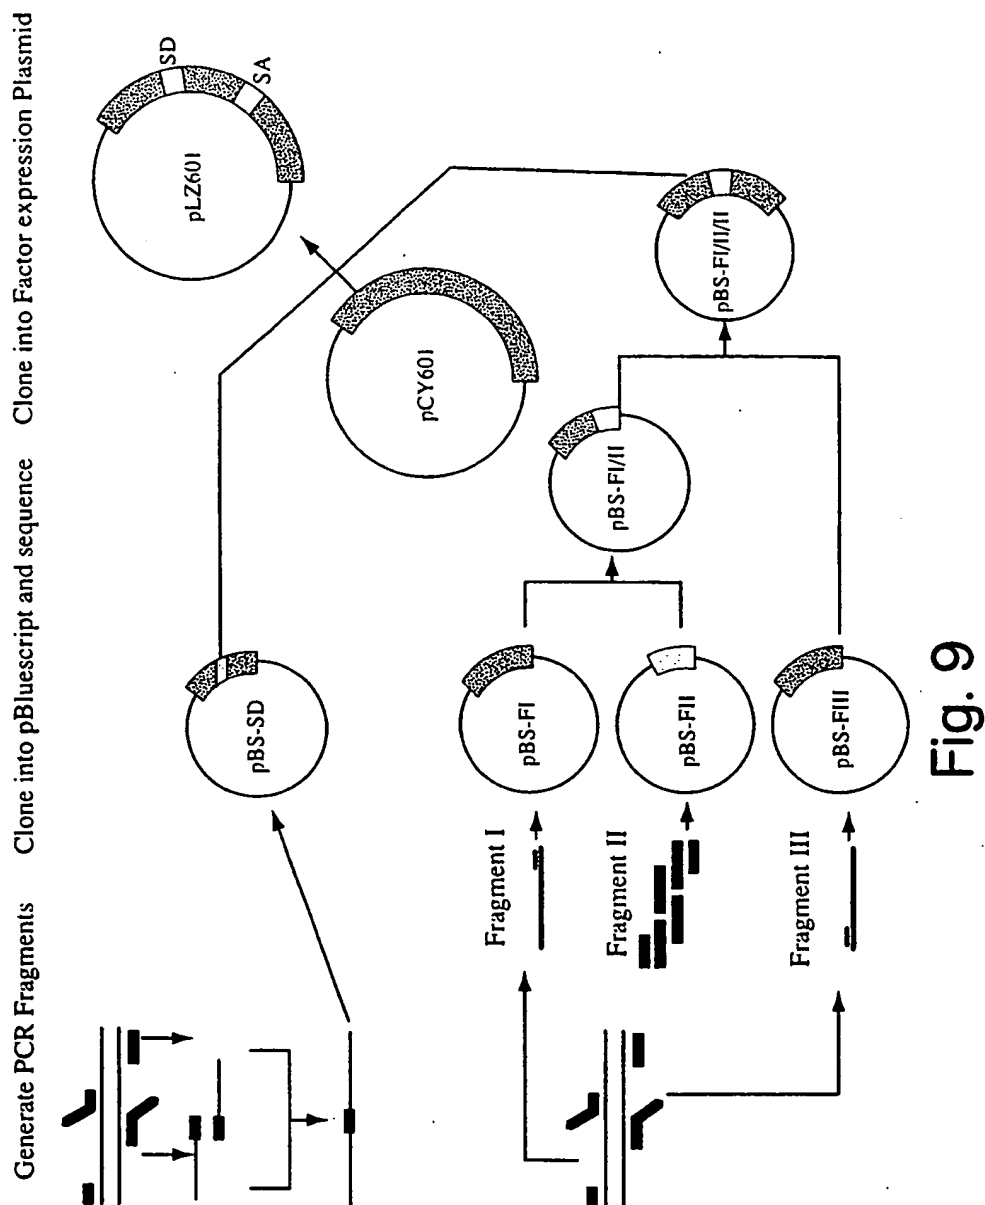 Generate PCR Fragments
Clone into pBluescript and sequence
Clone into Factor expression Plasmid
pBS-SD
pLZ601
SD
SA
pCY601
Fragment I
pBS-FI
Fragment II
pBS-FII
pBS-FI/II
Fragment III
pBS-FIII
pBS-FI/II/II
Fig. 9